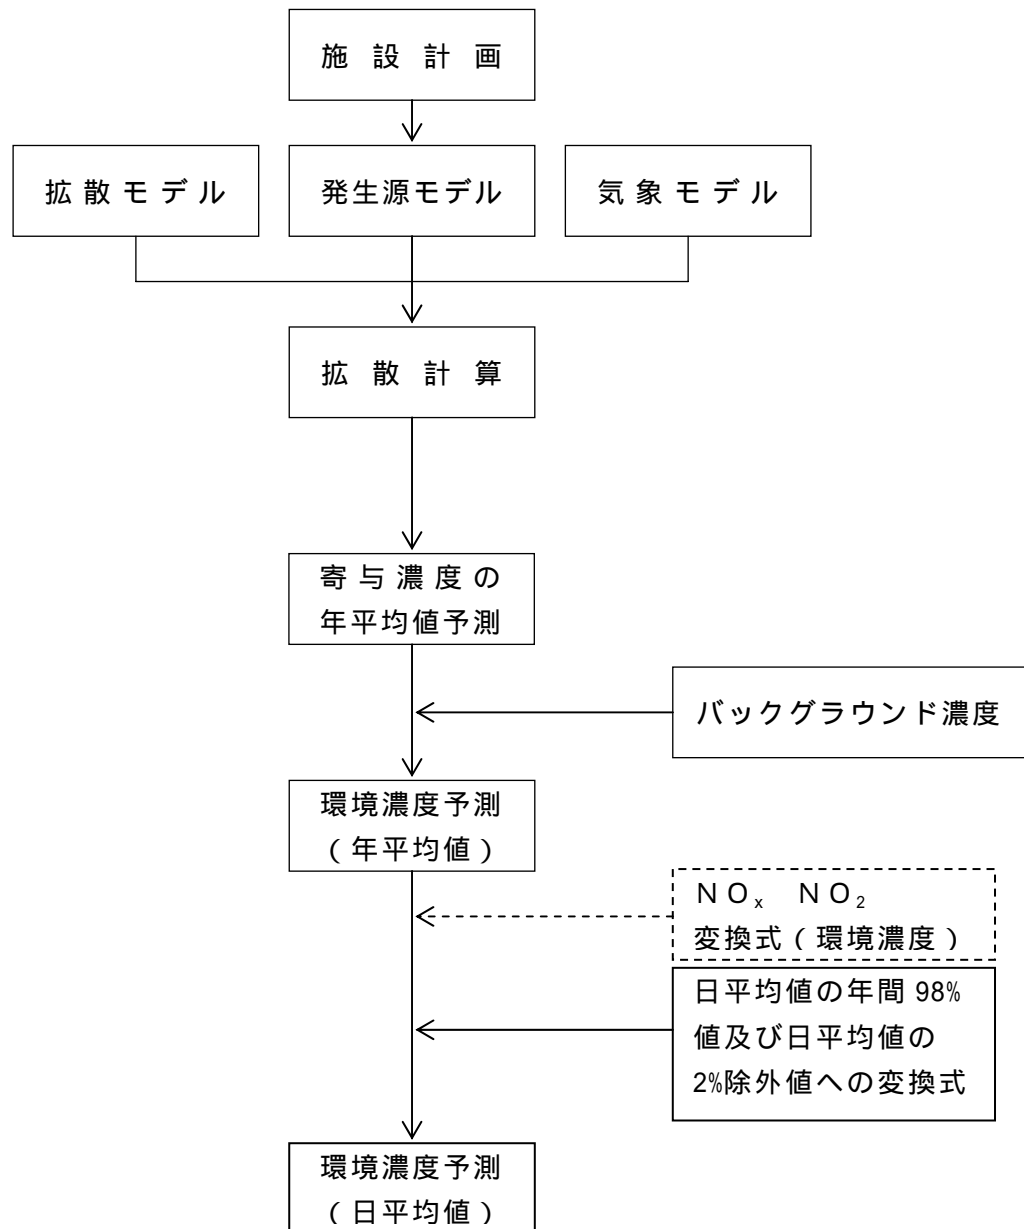 施設計画
拡散モデル
発生源モデル
気象モデル
拡散計算
寄与濃度の
年平均値予測
バックグラウンド濃度
環境濃度予測
(年平均値)
NOx NO2
変換式(環境濃度)
日平均値の年間98%
値及び日平均値の
2%除外値への変換式
環境濃度予測
(日平均値)